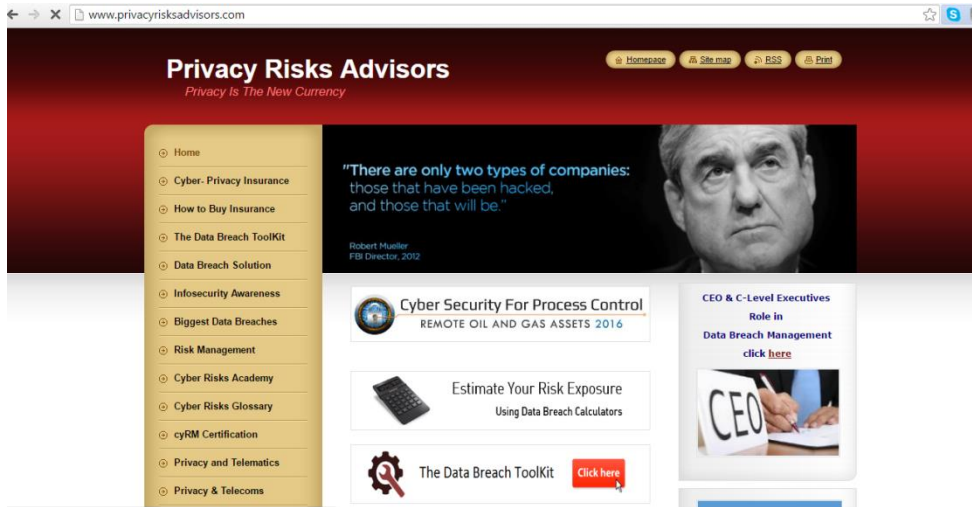 www.privacyrisksadvisors.com
Privacy Risks Advisors
Privacy Is The New Currency
Homepage
Site map
RSS
Print
Home
Cyber- Privacy Insurance
How to Buy Insurance
The Data Breach ToolKit
Data Breach Solution
Infosecurity Awareness
Biggest Data Breaches
Risk Management
Cyber Risks Academy
Cyber Risks Glossary
cyRM Certification
Privacy and Telematics
Privacy & Telecoms
"There are only two types of companies:
those that have been hacked,
and those that will be."
Robert Mueller
FBI Director, 2012
Cyber Security For Process Control
REMOTE OIL AND GAS ASSETS 2016
Estimate Your Risk Exposure
Using Data Breach Calculators
The Data Breach ToolKit
Click here
CEO & C-Level Executives
Role in
Data Breach Management
click here
CEO